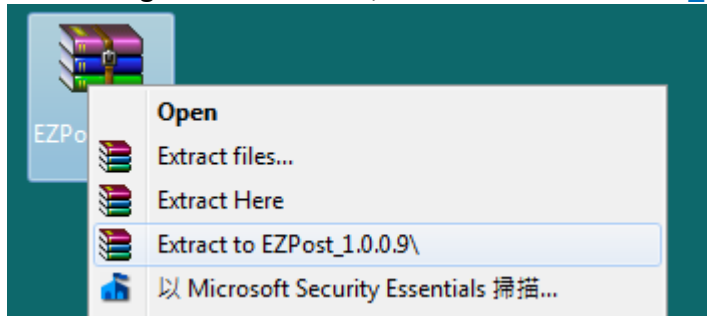 Open
EZPo
Extract files...
Extract Here
Extract to EZPost_1.0.0.9\
以 Microsoft Security Essentials 掃描...